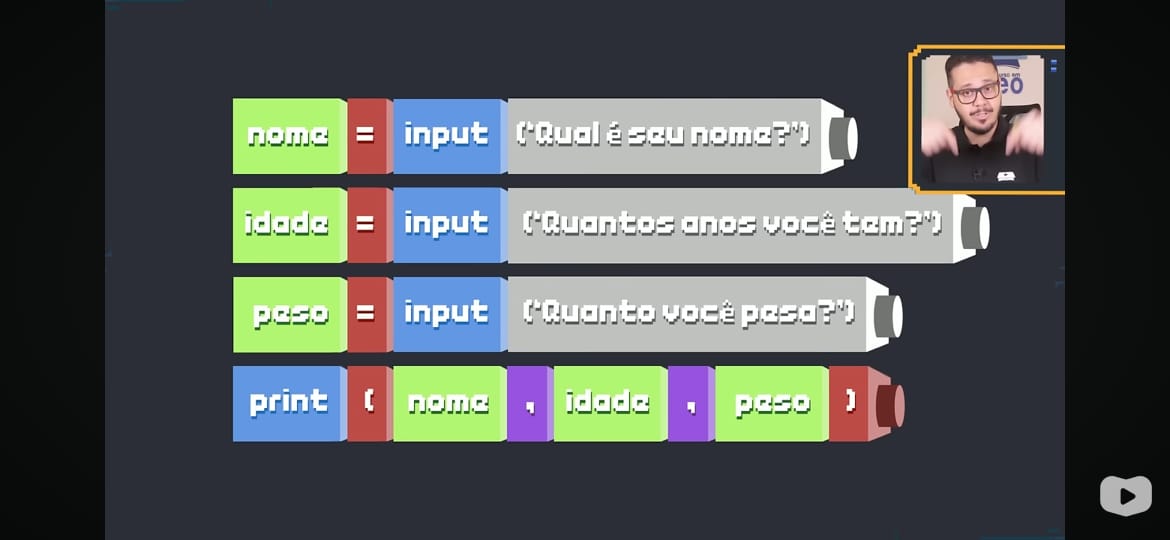 nome = input ("Qual é seu nome?")
idade = input ("Quantos anos você tem?")
peso = input ("Quanto você pesa?")
print ( nome , idade , peso )